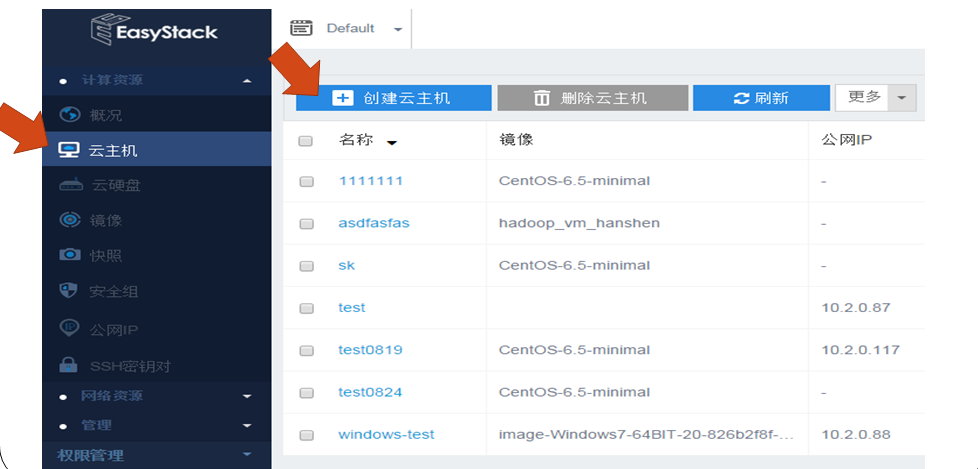 EasyStack
Default
计算资源
概况
云主机
云硬盘
镜像
快照
安全组
公网IP
SSH密钥对
网络资源
管理
权限管理
创建云主机 删除云主机 刷新 更多
名称 镜像 公网IP
1111111 CentOS-6.5-minimal -
asdfasfas hadoop_vm_hanshen -
sk CentOS-6.5-minimal -
test 10.2.0.87
test0819 CentOS-6.5-minimal 10.2.0.117
test0824 CentOS-6.5-minimal -
windows-test image-Windows7-64BIT-20-826b2f8f-... 10.2.0.88